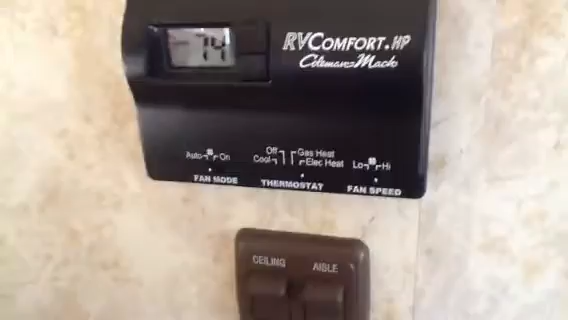 74
RVCOMFORT.HP
Coleman-Mach
Off Gas Heat
Auto On Cool Elec Heat Lo Hi
FAN MODE THERMOSTAT FAN SPEED
CEILING AISLE